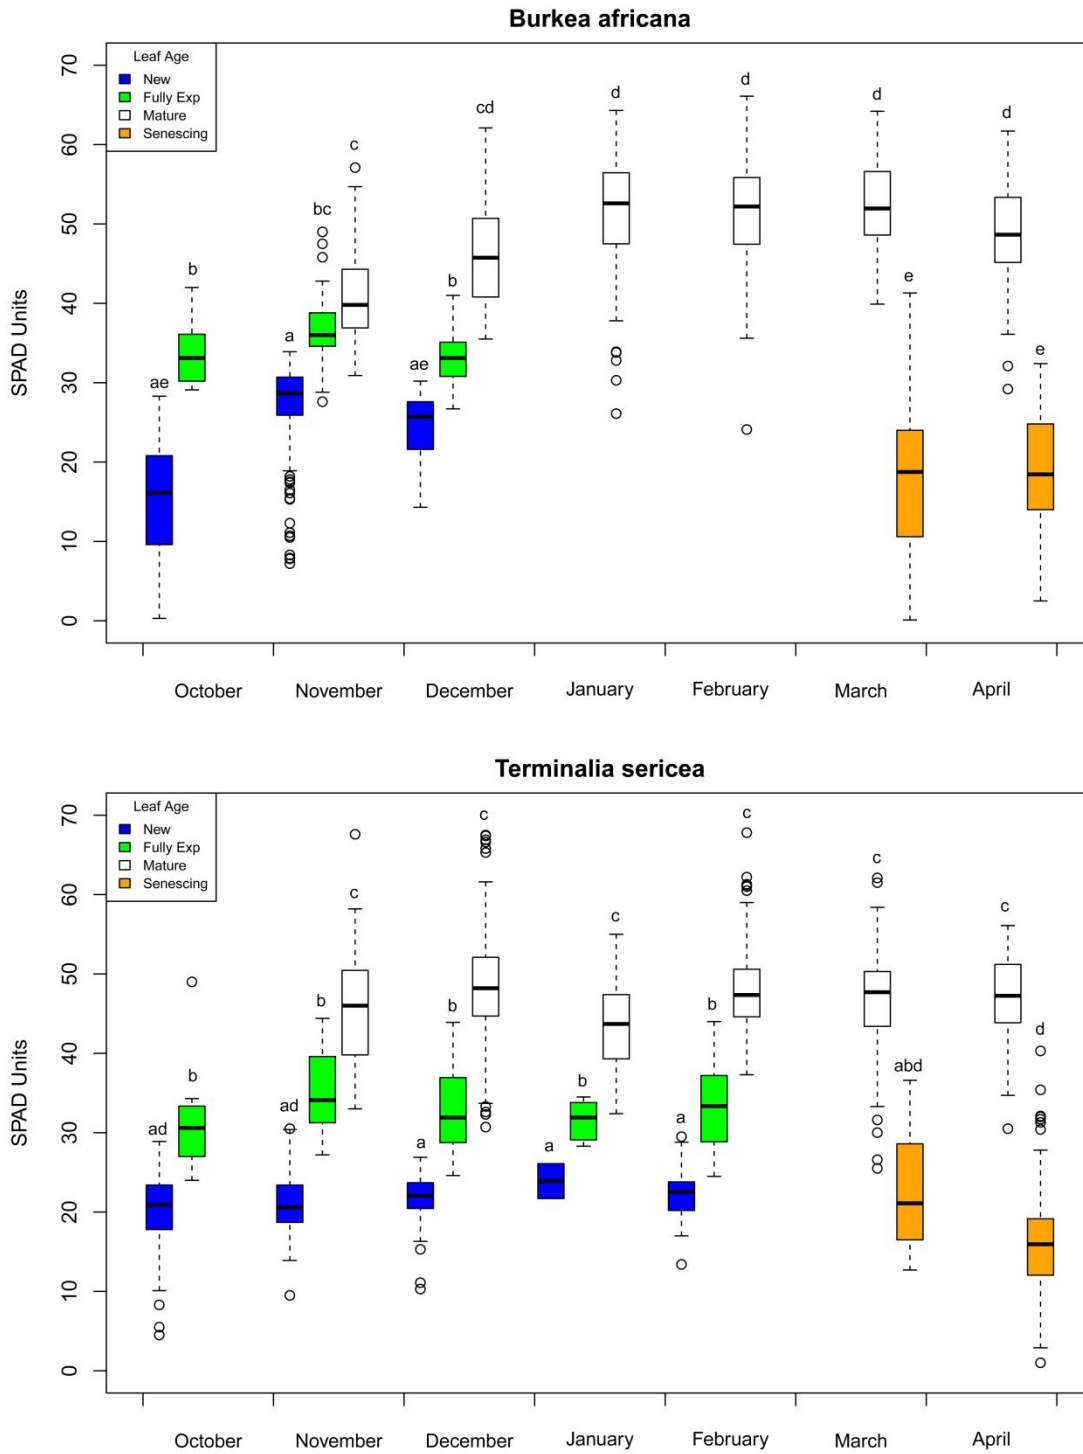 Burkea africana
Leaf Age
New
Fully Exp
Mature
Senescing
SPAD Units
70
60
50
40
30
20
10
0
ae
b
a
bc
c
ae
b
cd
d
d
d
e
d
e
October
November
December
January
February
March
April
Terminalia sericea
Leaf Age
New
Fully Exp
Mature
Senescing
SPAD Units
70
60
50
40
30
20
10
0
ad
b
ad
b
c
a
b
c
a
b
c
a
b
c
c
abd
c
d
October
November
December
January
February
March
April